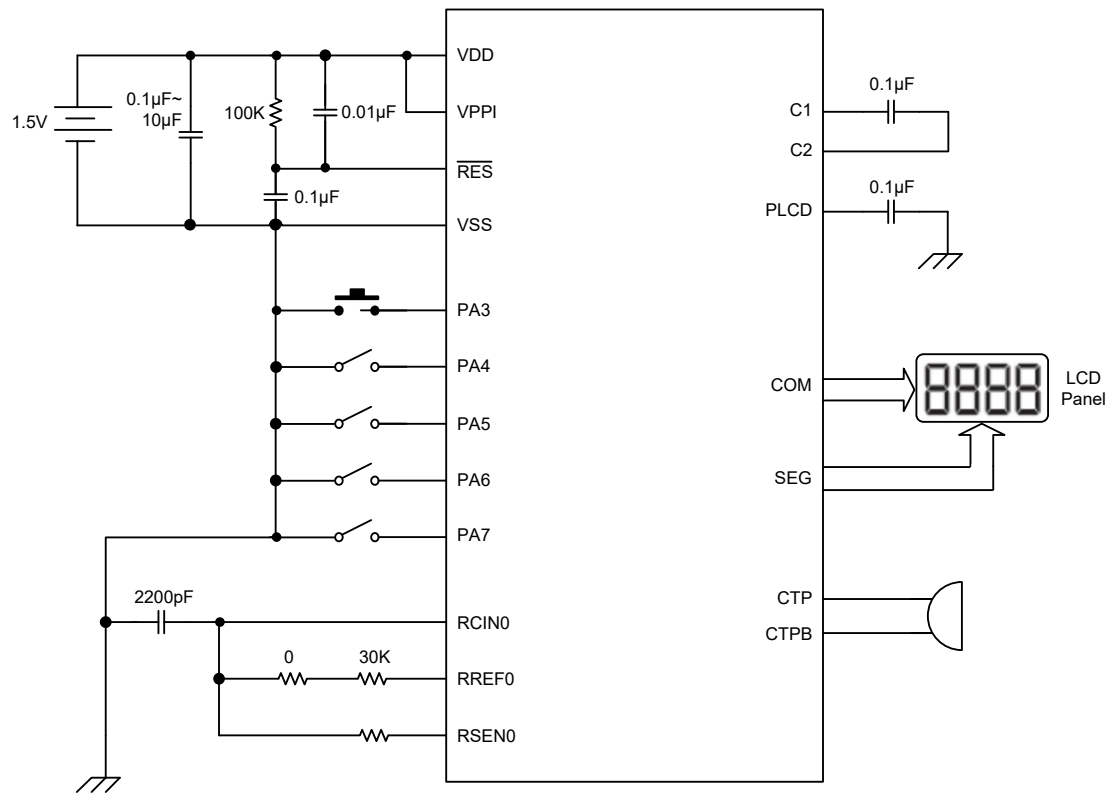 VDD
VPPI
R̅E̅S̅
VSS
PA3
PA4
PA5
PA6
PA7
RCIN0
RREF0
RSEN0
1.5V
0.1µF~
10µF
100K
0.01µF
0.1µF
2200pF
0
30K
C1
C2
PLCD
COM
SEG
CTP
CTPB
0.1µF
0.1µF
8888
LCD
Panel